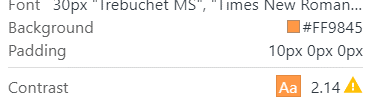 Font 30px "Trebuchet MS", "Times New Roman...
Background #FF9845
Padding 10px 0px 0px
Contrast Aa 2.14